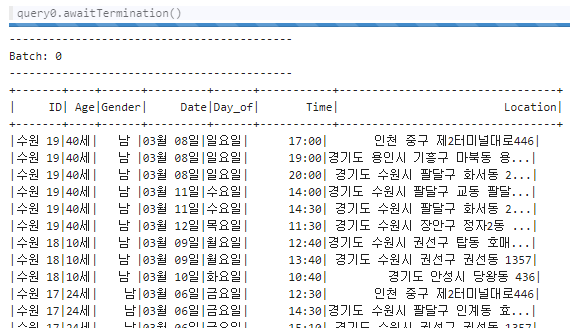 query0.awaitTermination()
-------------------------------------------
Batch: 0
-------------------------------------------
+-------+----+------+---------+------+------------+---------------------------------+
|     ID| Age|Gender|     Date|Day_of|        Time|                         Location|
+-------+----+------+---------+------+------------+---------------------------------+
|수원 19|40세|   남 |03월 08일|일요일|       17:00|       인천 중구 제2터미널대로446|
|수원 19|40세|   남 |03월 08일|일요일|       19:00|경기도 용인시 기흥구 마북동 용...|
|수원 19|40세|   남 |03월 08일|일요일|       20:00| 경기도 수원시 팔달구 화서동 2...|
|수원 19|40세|   남 |03월 11일|수요일|       14:00| 경기도 수원시 팔달구 교동 팔달...|
|수원 19|40세|   남 |03월 11일|수요일|       14:30| 경기도 수원시 팔달구 화서동 2...|
|수원 19|40세|   남 |03월 12일|목요일|       11:30| 경기도 수원시 장안구 정자2동 ...|
|수원 18|10세|   남 |03월 09일|월요일|       12:40|경기도 수원시 권선구 탑동 호매...|
|수원 18|10세|   남 |03월 09일|월요일|       13:40| 경기도 수원시 권선구 권선동 1357|
|수원 18|10세|   남 |03월 10일|화요일|       10:40|         경기도 안성시 당왕동 436|
|수원 17|24세|    남|03월 06일|금요일|       12:30|       인천 중구 제2터미널대로446|
|수원 17|24세|    남|03월 06일|금요일|       14:30|경기도 수원시 팔달구 인계동 효...|
|수원 17|24세|    남|03월 06일|금요일|       15:10| 경기도 수원시 권선구 권선동 1357|